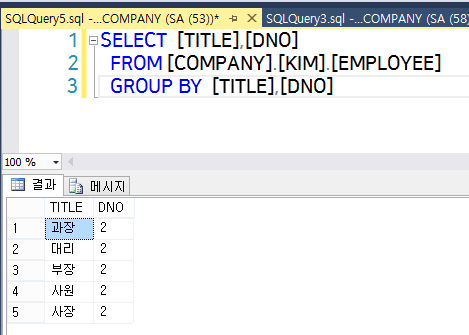 SQLQuery5.sql -...COMPANY (SA (53))* SQLQuery3.sql -...COMPANY (SA (58)
1 SELECT [TITLE],[DNO]
2 FROM [COMPANY].[KIM].[EMPLOYEE]
3 GROUP BY [TITLE],[DNO]
100 %
결과 메시지
TITLE DNO
1 과장 2
2 대리 2
3 부장 2
4 사원 2
5 사장 2